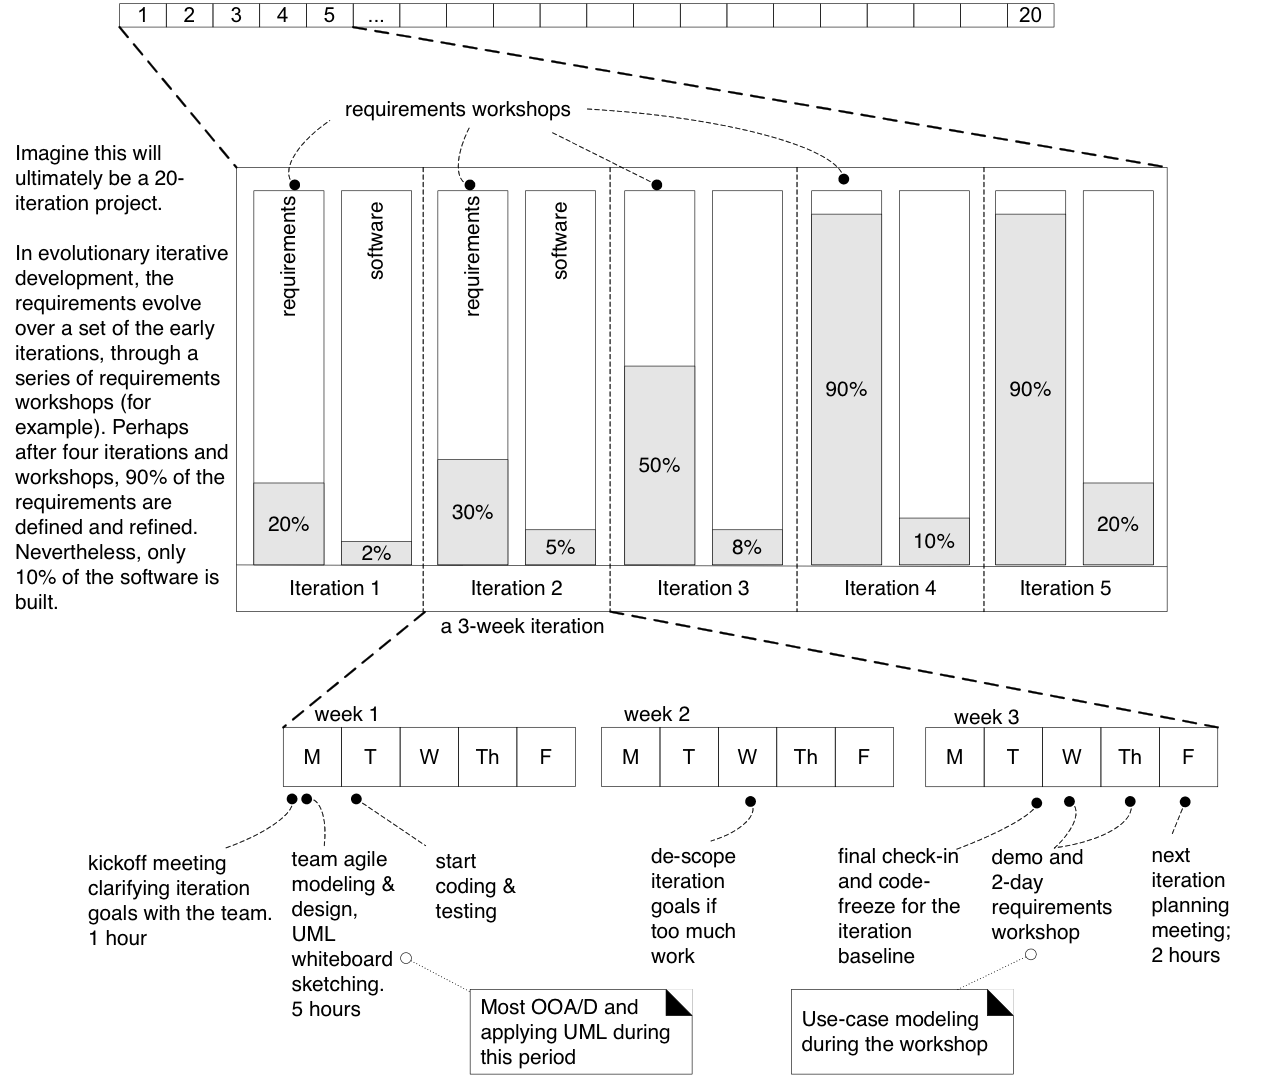 1 2 3 4 5 ... 20
requirements workshops
Imagine this will
ultimately be a 20-
iteration project.
In evolutionary iterative
development, the
requirements evolve
over a set of the early
iterations, through a
series of requirements
workshops (for
example). Perhaps
after four iterations and
workshops, 90% of the
requirements are
defined and refined.
Nevertheless, only
10% of the software is
built.
requirements
software
requirements
software
20%
2%
30%
5%
50%
8%
90%
10%
90%
20%
Iteration 1
Iteration 2
Iteration 3
Iteration 4
Iteration 5
a 3-week iteration
week 1
M T W Th F
week 2
M T W Th F
week 3
M T W Th F
kickoff meeting
clarifying iteration
goals with the team.
1 hour
team agile
modeling &
design,
UML
whiteboard
sketching.
5 hours
start
coding &
testing
de-scope
iteration
goals if
too much
work
final check-in
and code-
freeze for the
iteration
baseline
demo and
2-day
requirements
workshop
next
iteration
planning
meeting;
2 hours
Most OOA/D and
applying UML during
this period
Use-case modeling
during the workshop